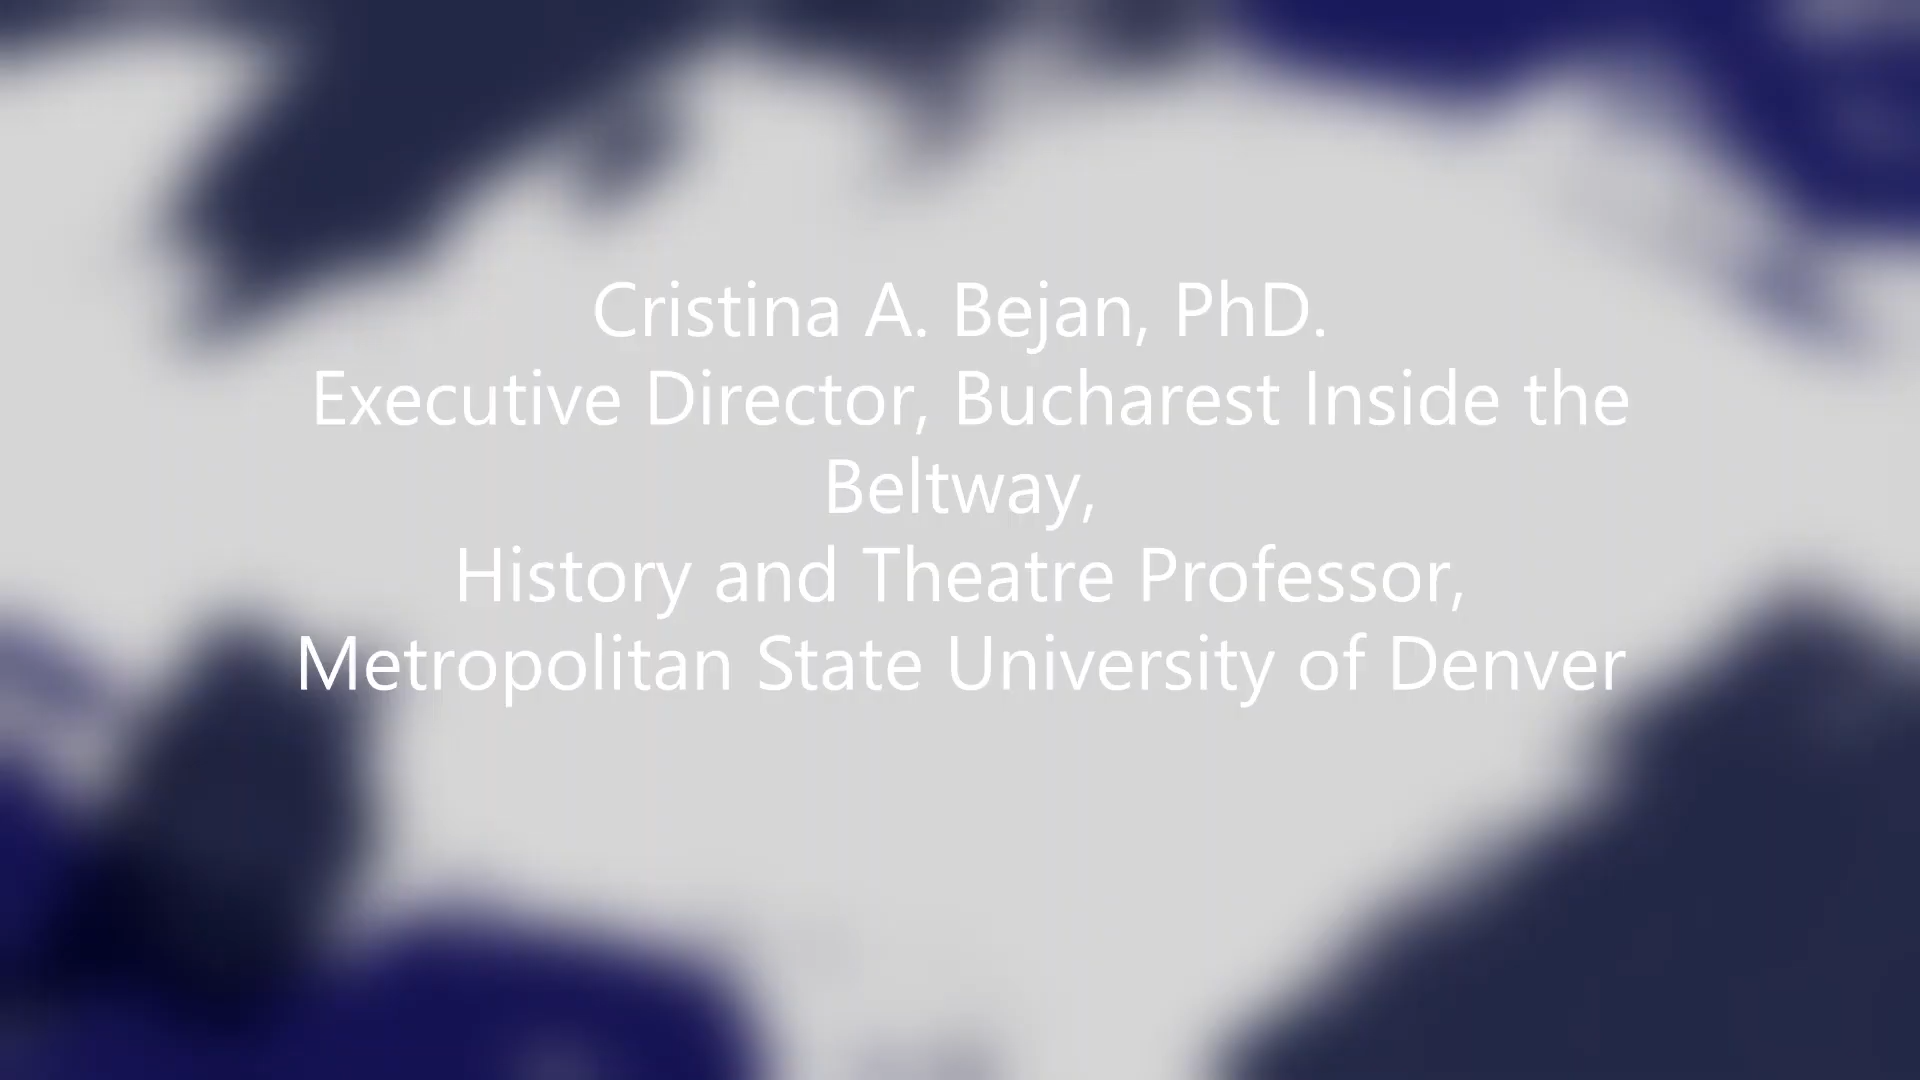 Cristina A. Bejan, PhD.
Executive Director, Bucharest Inside the
Beltway,
History and Theatre Professor,
Metropolitan State University of Denver